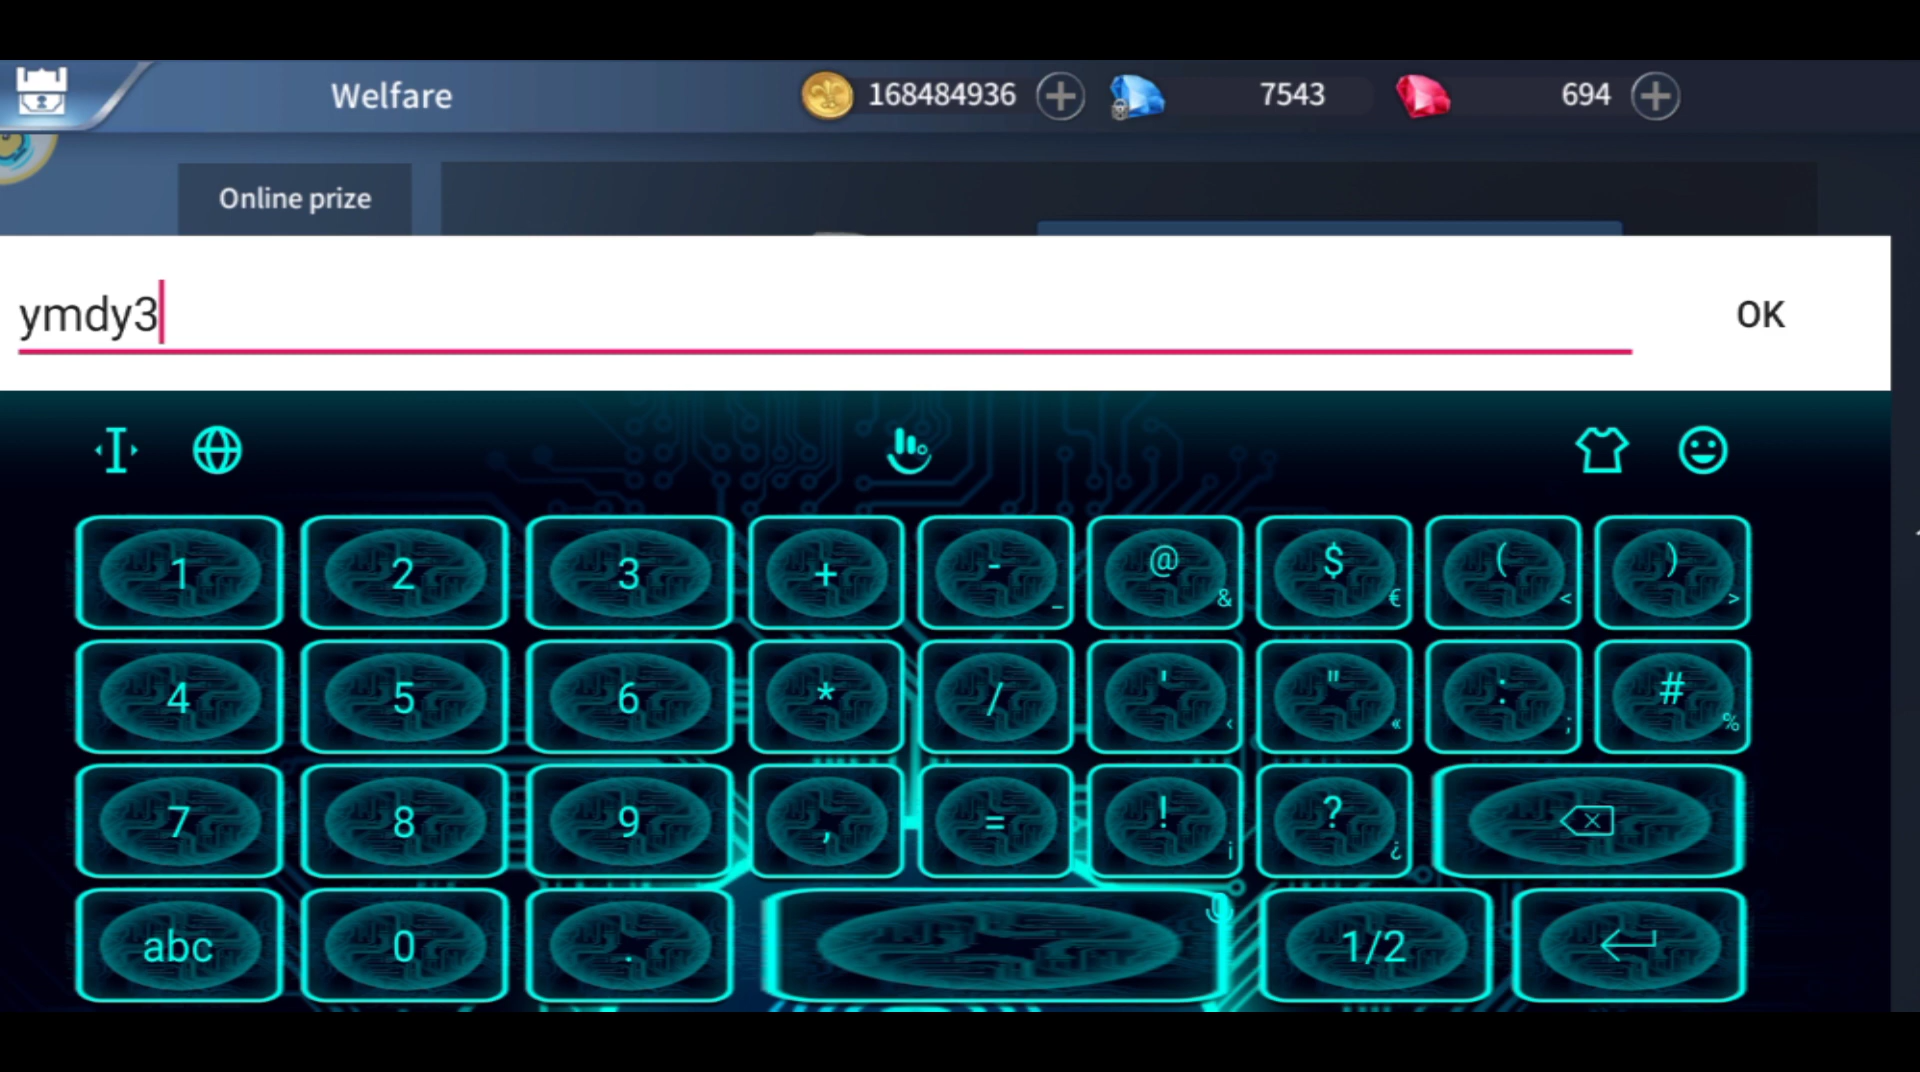 Welfare 168484936 7543 694
Online prize
ymdy3 OK
1 2 3 + - _ @ & $ € ( < ) >
4 5 6 * / ' ‹ " « : ; # %
7 8 9 , = ! ¡ ? ¿
abc 0 . 1/2